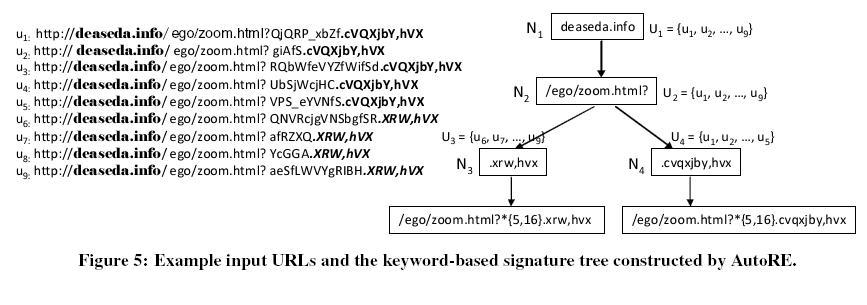 u1: http://deaseda.info/ego/zoom.html?QjQRP_xbZf.cVQXjbY,hVX
u2: http:// deaseda.info/ ego/zoom.html? giAfS.cVQXjbY,hVX
u3: http://deaseda.info/ ego/zoom.html? RQbWfeVYZfWifSd.cVQXjbY,hVX
u4: http://deaseda.info/ ego/zoom.html? UbSjWcjHC.cVQXjbY,hVX
u5: http://deaseda.info/ ego/zoom.html? VPS_eYVNfS.cVQXjbY,hVX
u6: http://deaseda.info/ ego/zoom.html? QNVRcjgVNSbgfSR.XRW,hVX
u7: http://deaseda.info/ ego/zoom.html? afRZXQ.XRW,hVX
u8: http://deaseda.info/ ego/zoom.html? YcGGA.XRW,hVX
u9: http://deaseda.info/ ego/zoom.html? aeSfLWVYgRIBH.XRW,hVX
N1 deaseda.info U1 = {u1, u2, ..., u9}
N2 /ego/zoom.html? U2 = {u1, u2, ..., u9}
U3 = {u6, u7, ..., u9} U4 = {u1, u2, ..., u5}
N3 .xrw,hvx N4 .cvqxjby,hvx
/ego/zoom.html?*{5,16}.xrw,hvx /ego/zoom.html?*{5,16}.cvqxjby,hvx
Figure 5: Example input URLs and the keyword-based signature tree constructed by AutoRE.